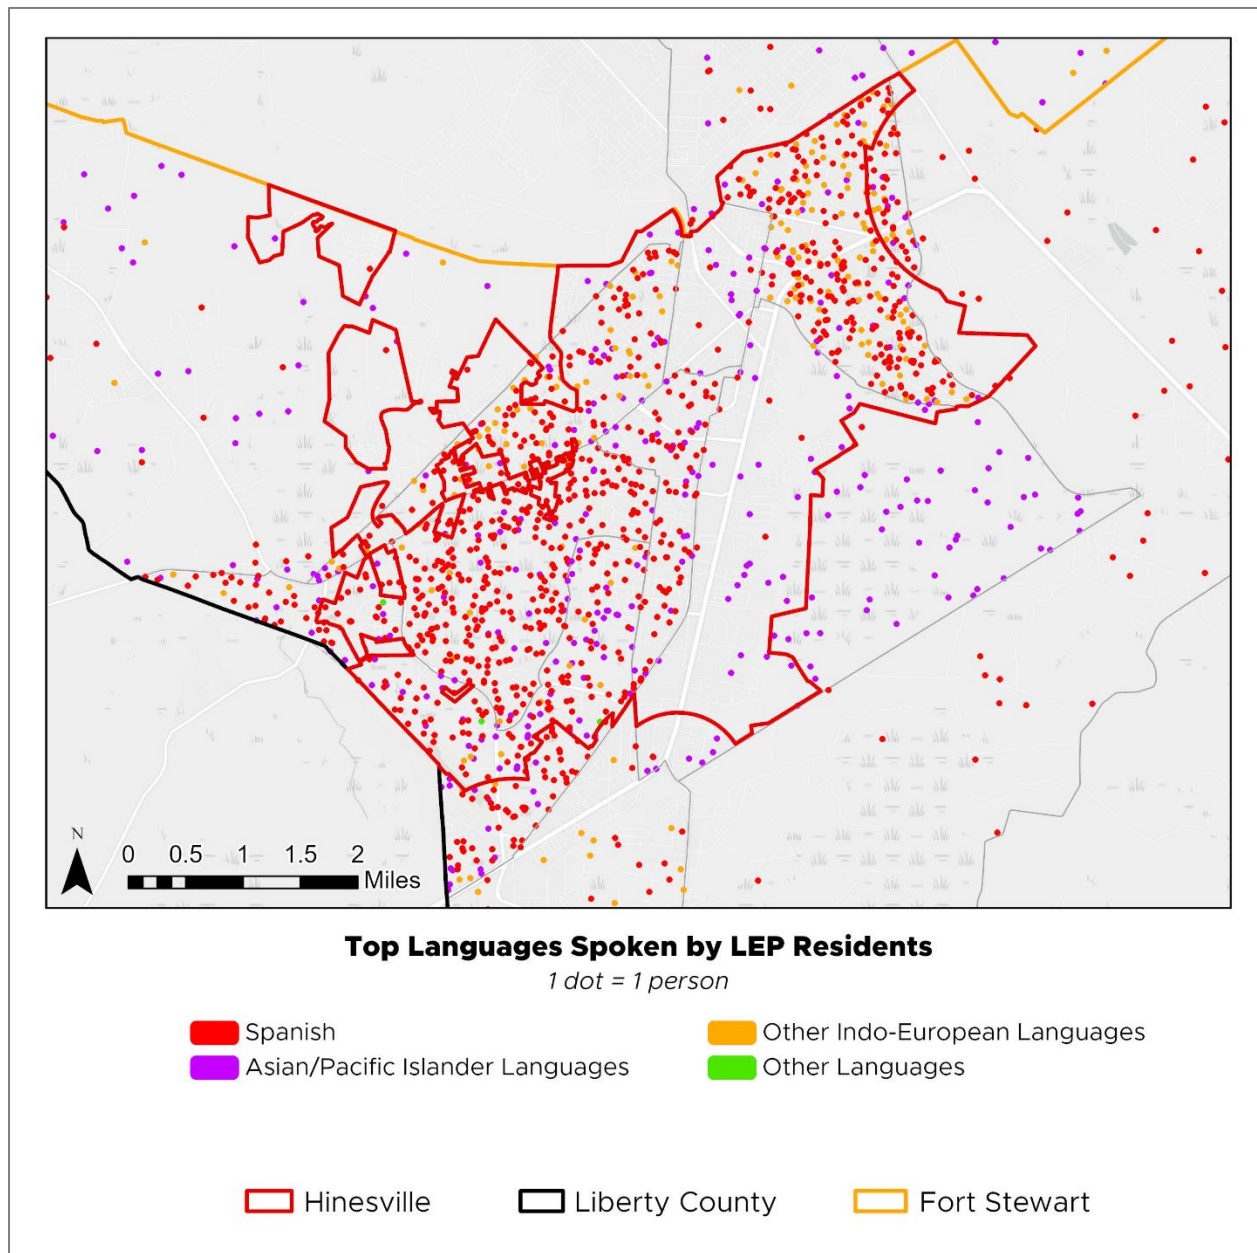 N
0 0.5 1 1.5 2
Miles
Top Languages Spoken by LEP Residents
1 dot = 1 person
Spanish
Other Indo-European Languages
Asian/Pacific Islander Languages
Other Languages
Hinesville
Liberty County
Fort Stewart